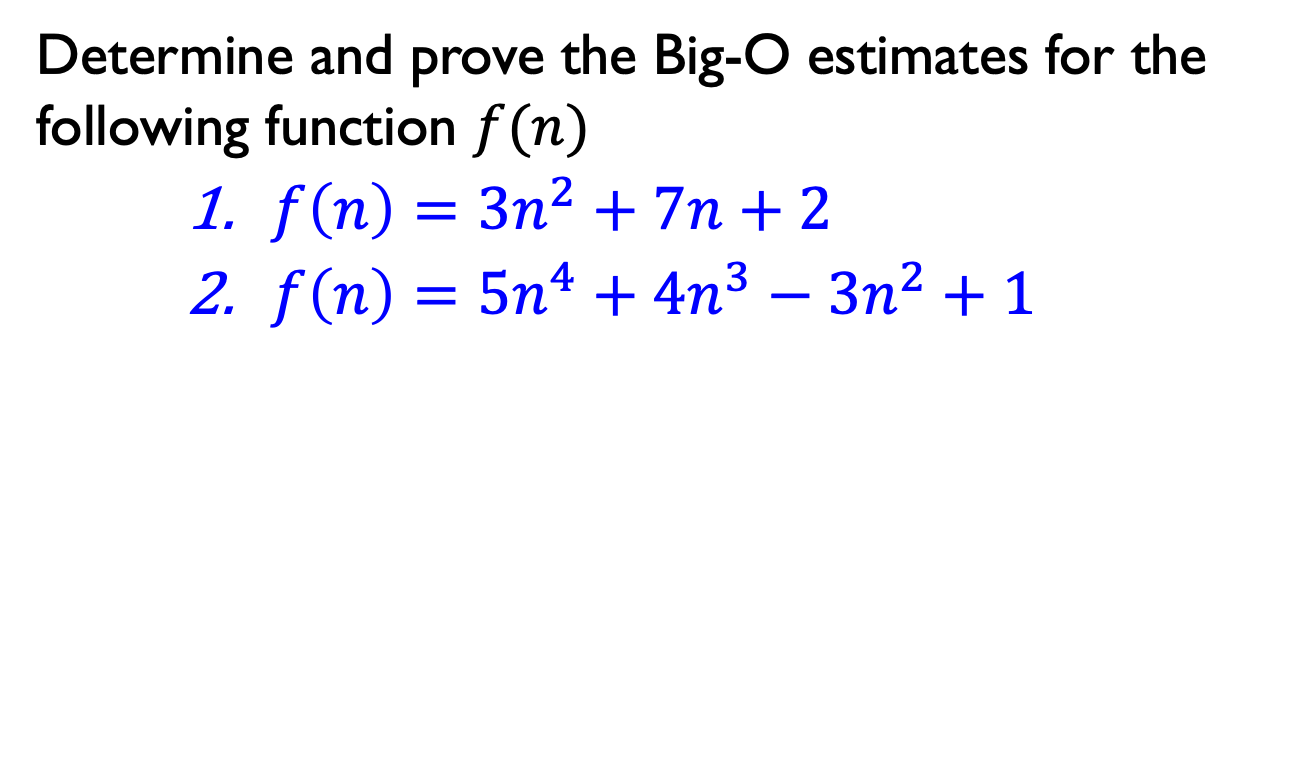 Determine and prove the Big-O estimates for the
following function 𝑓(𝑛)
1. 𝑓(𝑛) = 3𝑛² + 7𝑛 + 2
2. 𝑓(𝑛) = 5𝑛⁴ + 4𝑛³ − 3𝑛² + 1